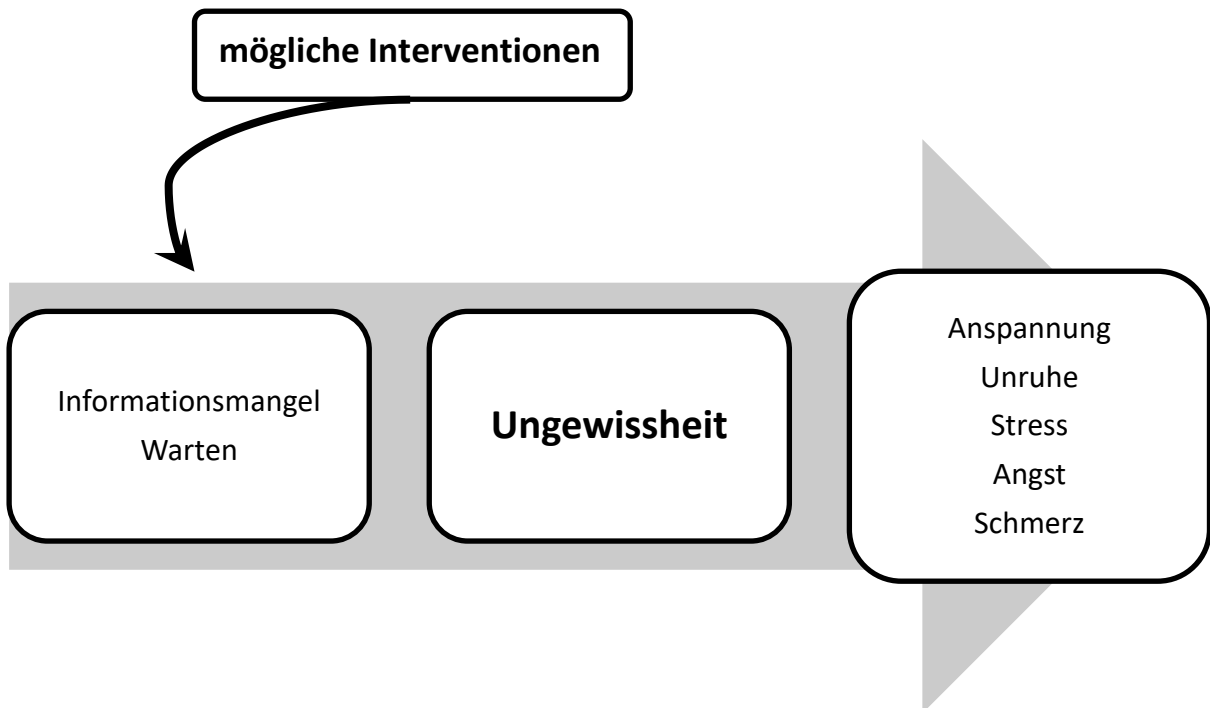 mögliche Interventionen
Informationsmangel
Warten
Ungewissheit
Anspannung
Unruhe
Stress
Angst
Schmerz